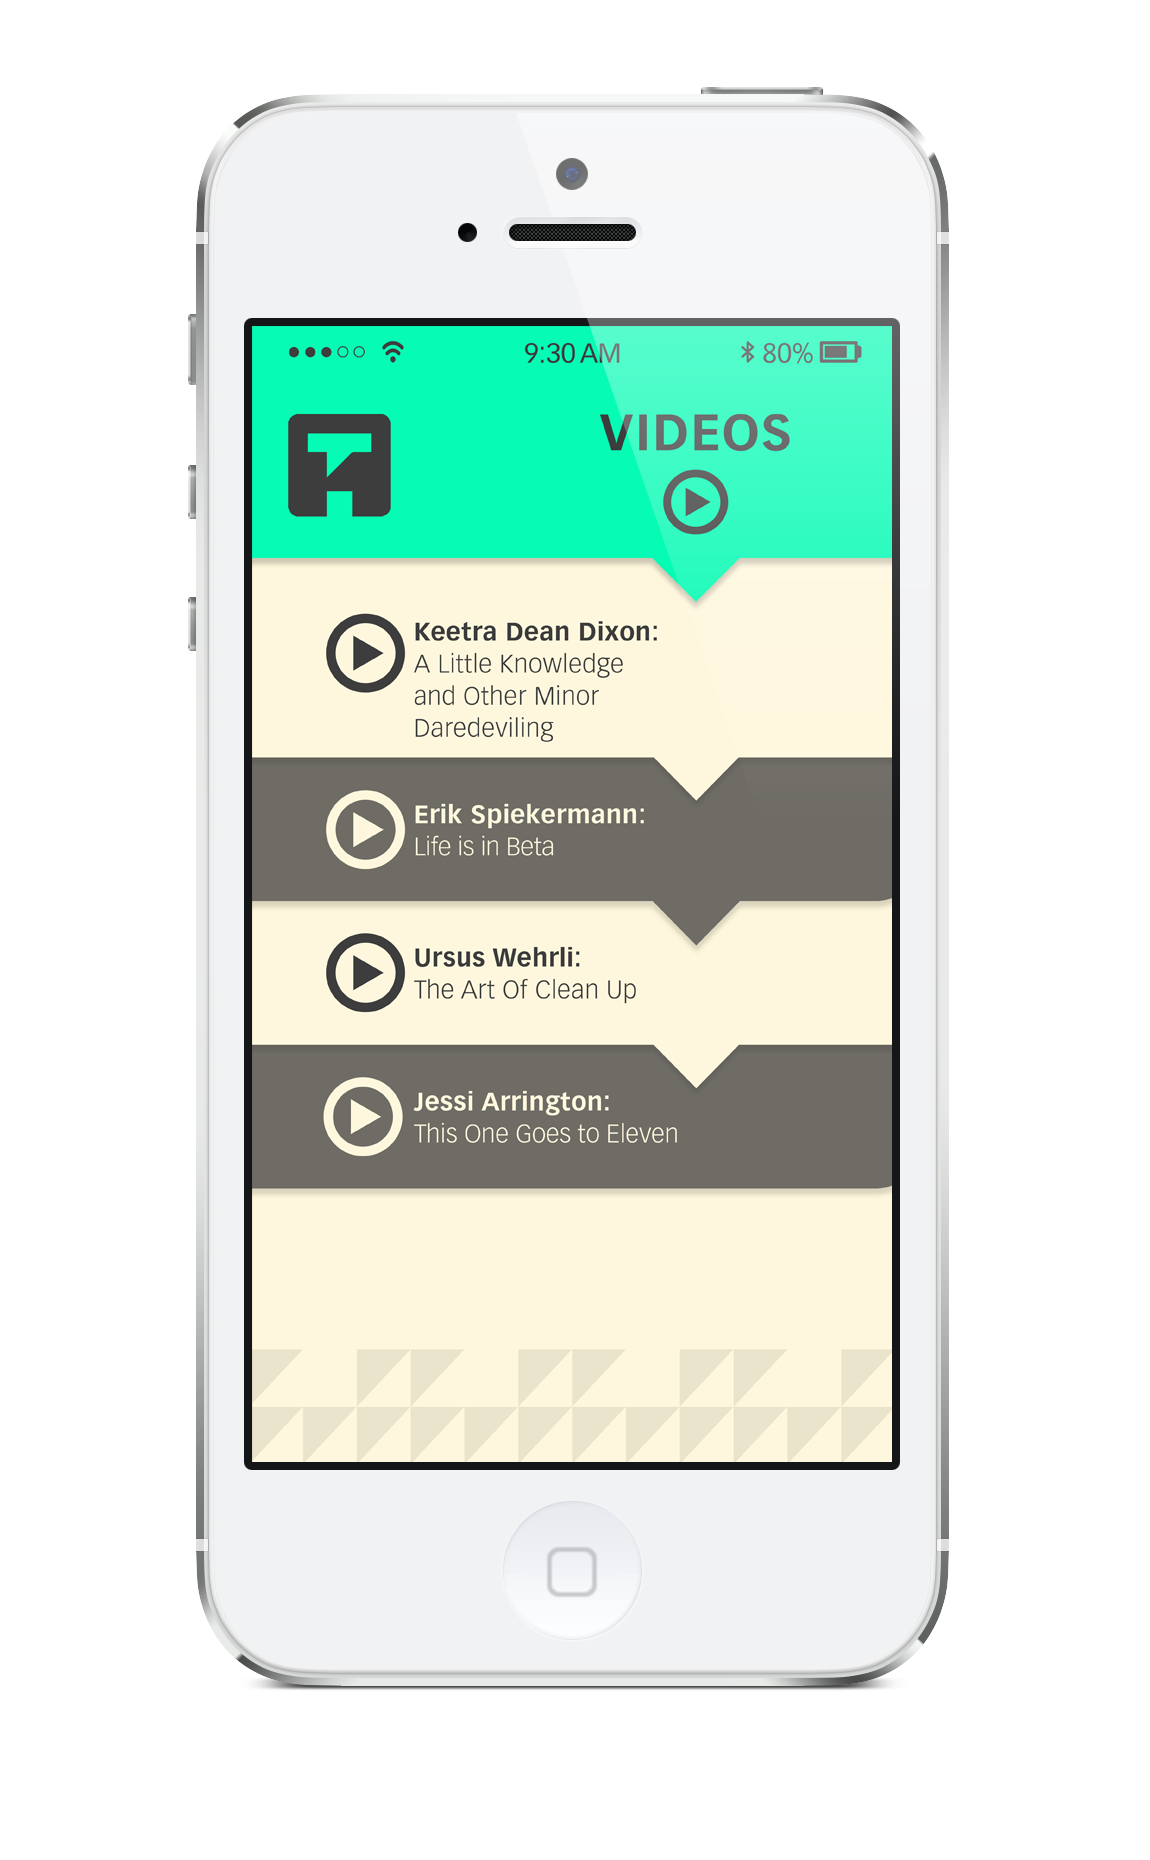 9:30 AM 80%
VIDEOS
Keetra Dean Dixon:
A Little Knowledge
and Other Minor
Daredeviling
Erik Spiekermann:
Life is in Beta
Ursus Wehrli:
The Art Of Clean Up
Jessi Arrington:
This One Goes to Eleven